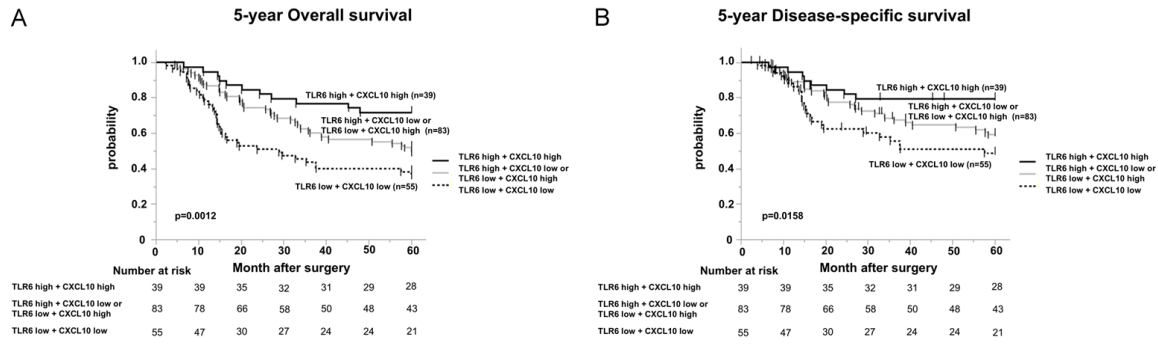 A
5-year Overall survival
1.0
0.8
0.6
0.4
0.2
0
probability
TLR6 high + CXCL10 high (n=39)
TLR6 high + CXCL10 low or
TLR6 low + CXCL10 high (n=83)
TLR6 low + CXCL10 low (n=55)
TLR6 high + CXCL10 high
TLR6 high + CXCL10 low or
TLR6 low + CXCL10 high
TLR6 low + CXCL10 low
p=0.0012
0 10 20 30 40 50 60
Number at risk
Month after surgery
TLR6 high + CXCL10 high 39 39 35 32 31 29 28
TLR6 high + CXCL10 low or
TLR6 low + CXCL10 high 83 78 66 58 50 48 43
TLR6 low + CXCL10 low 55 47 30 27 24 24 21
B
5-year Disease-specific survival
1.0
0.8
0.6
0.4
0.2
0
probability
TLR6 high + CXCL10 high (n=39)
TLR6 high + CXCL10 low or
TLR6 low + CXCL10 high (n=83)
TLR6 low + CXCL10 low (n=55)
TLR6 high + CXCL10 high
TLR6 high + CXCL10 low or
TLR6 low + CXCL10 high
TLR6 low + CXCL10 low
p=0.0158
0 10 20 30 40 50 60
Number at risk
Month after surgery
TLR6 high + CXCL10 high 39 39 35 32 31 29 28
TLR6 high + CXCL10 low or
TLR6 low + CXCL10 high 83 78 66 58 50 48 43
TLR6 low + CXCL10 low 55 47 30 27 24 24 21